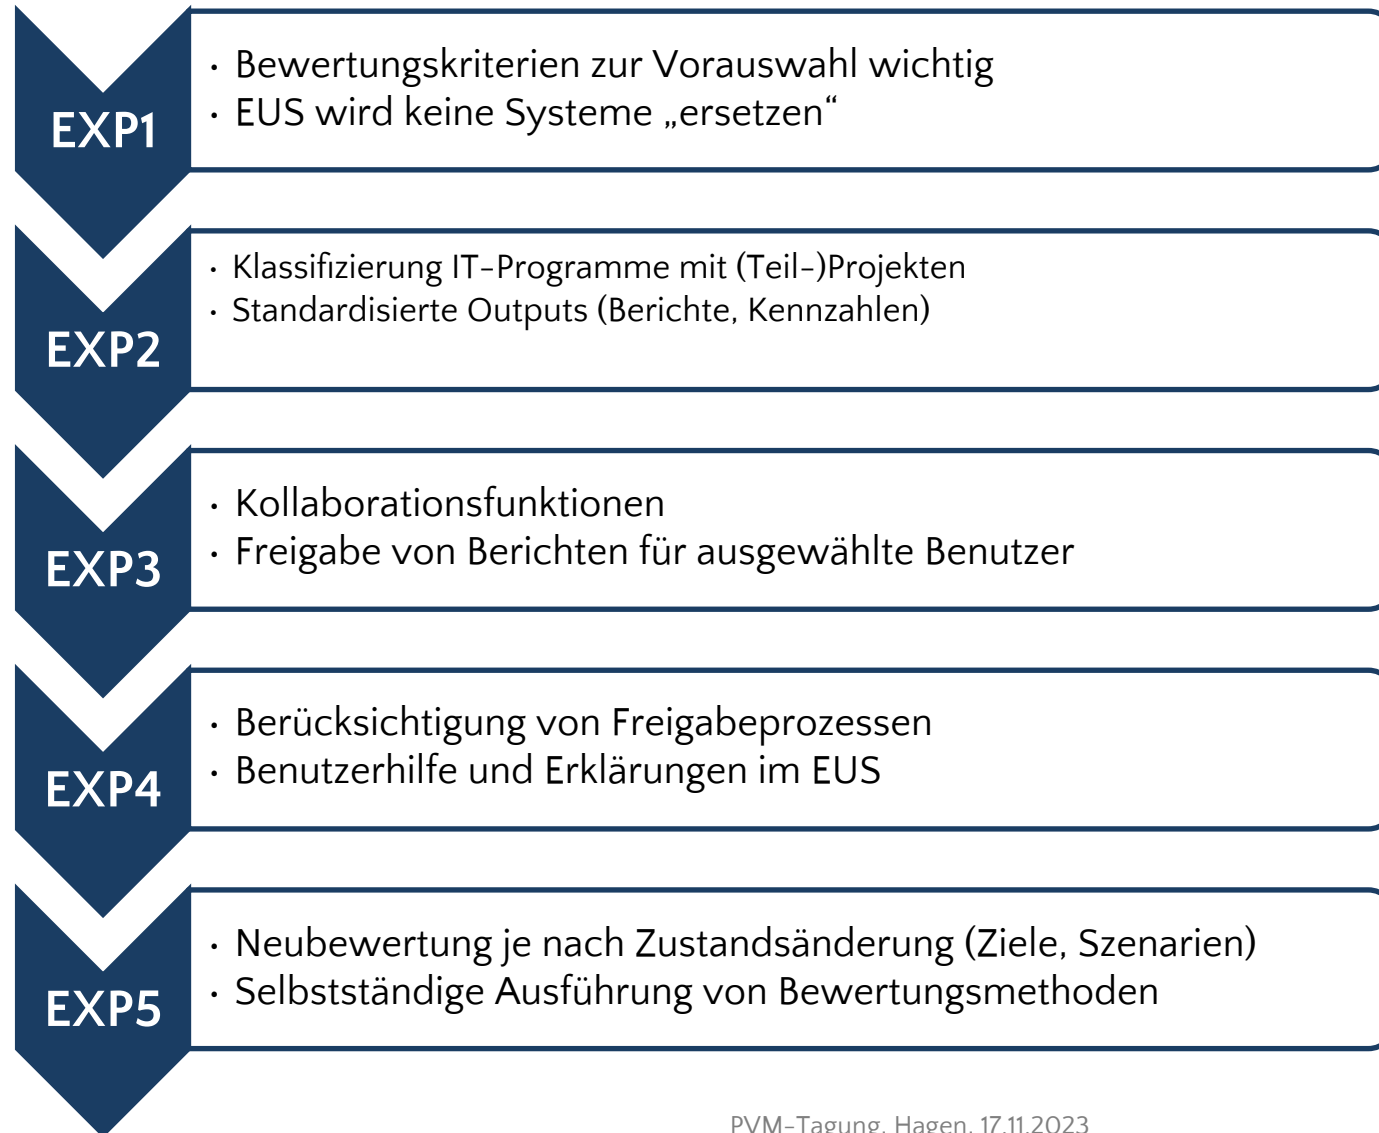 EXP1
· Bewertungskriterien zur Vorauswahl wichtig
· EUS wird keine Systeme „ersetzen“
EXP2
· Klassifizierung IT-Programme mit (Teil-)Projekten
· Standardisierte Outputs (Berichte, Kennzahlen)
EXP3
· Kollaborationsfunktionen
· Freigabe von Berichten für ausgewählte Benutzer
EXP4
· Berücksichtigung von Freigabeprozessen
· Benutzerhilfe und Erklärungen im EUS
EXP5
· Neubewertung je nach Zustandsänderung (Ziele, Szenarien)
· Selbstständige Ausführung von Bewertungsmethoden
PVM-Tagung, Hagen, 17.11.2023